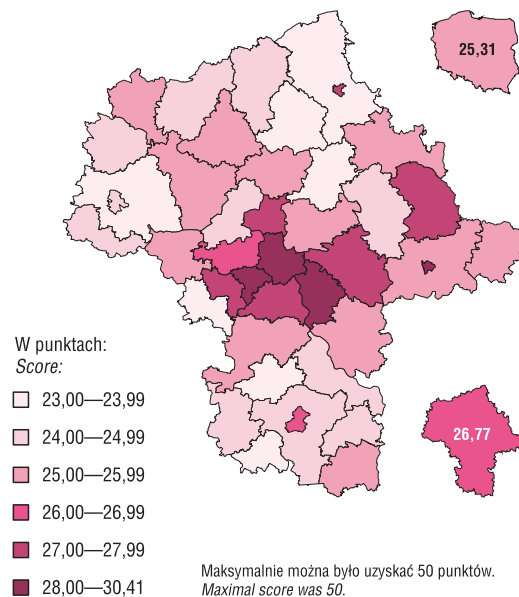 25,31
26,77
W punktach:
Score:
23,00—23,99
24,00—24,99
25,00—25,99
26,00—26,99
27,00—27,99
28,00—30,41
Maksymalnie można było uzyskać 50 punktów.
Maximal score was 50.